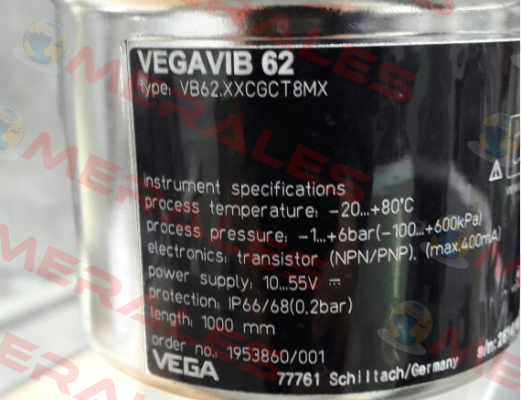 VEGAVIB 62
type: VB62.XXCGCT8MX
instrument specifications
process temperature: -20...+80°C
process pressure: -1...+6bar(-100...+600kPa)
electronics: transistor (NPN/PNP), (max.400mA)
power supply: 10...55V ⎓
protection: IP66/68(0,2bar)
length: 1000 mm
order no.: 1953860/001
VEGA
77761 Schiltach/Germany
s/n:
MERALES